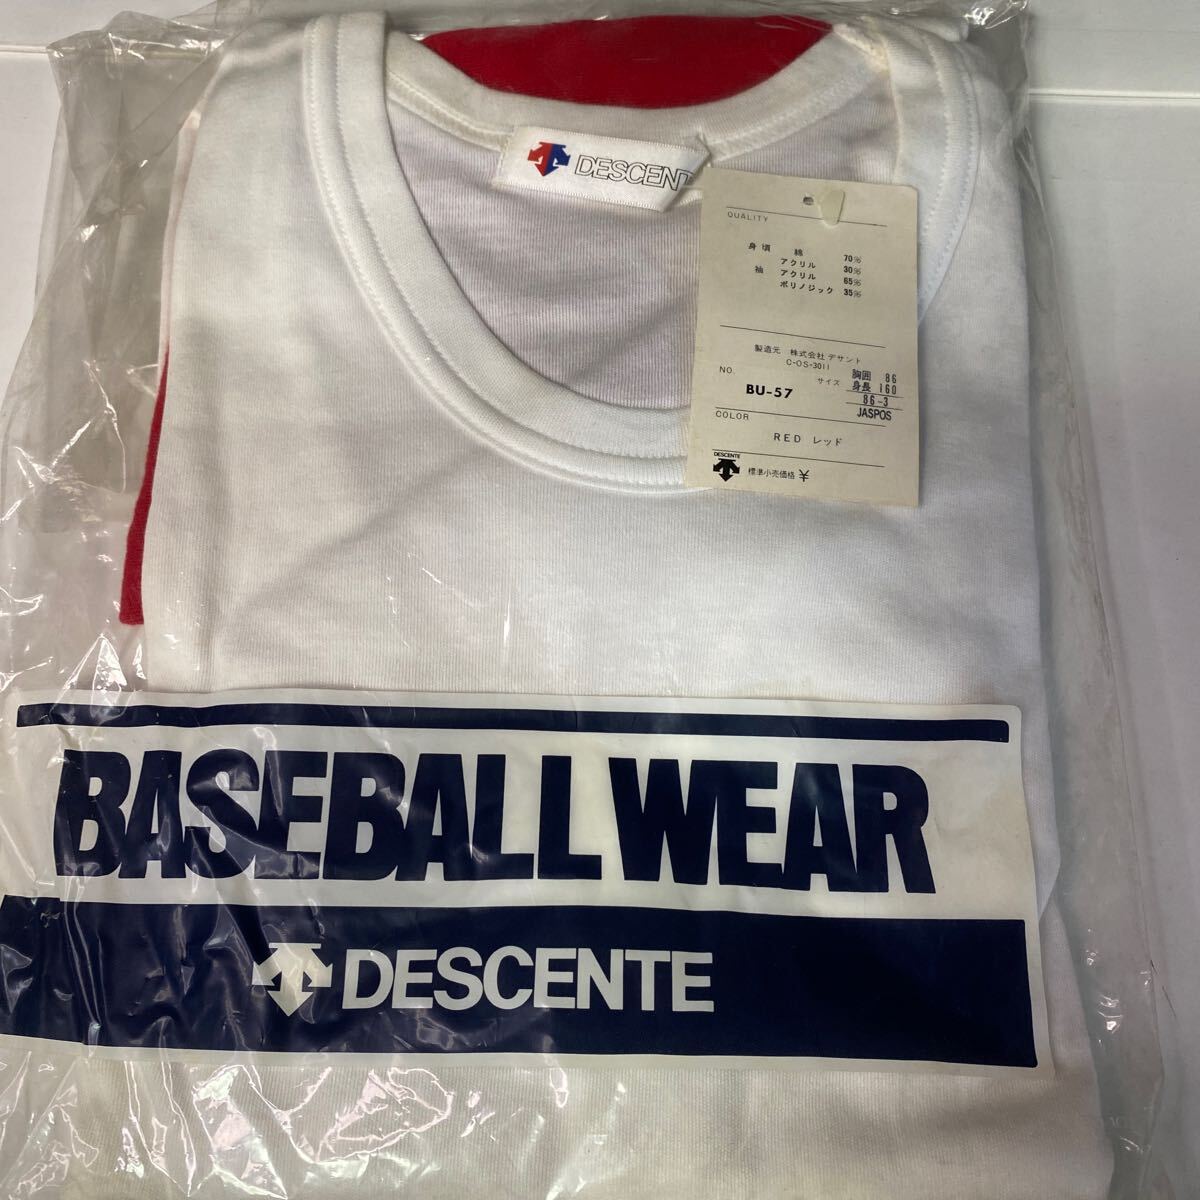 DESCEN
QUALITY
身頃 綿 70%
アクリル 30%
袖 アクリル 65%
ポリノジック 35%
製造元 株式会社デサント
C-OS-3011
NO. BU-57
サイズ 胸囲 86
身長 160
86-3
JASPOS
COLOR
RED レッド
DESCENTE
標準小売価格 ¥
BASEBALL WEAR
DESCENTE